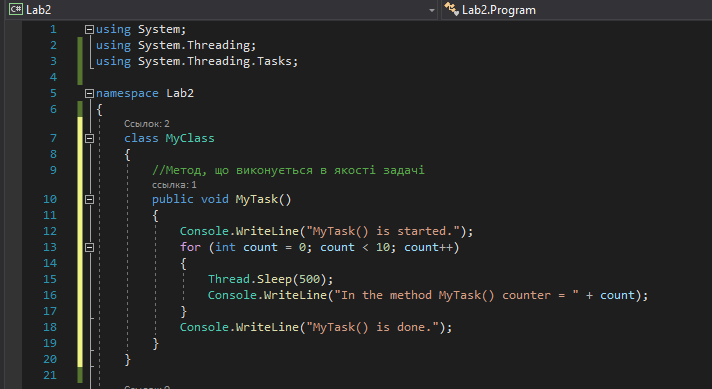 Lab2 Lab2.Program
1 using System;
2 using System.Threading;
3 using System.Threading.Tasks;
4
5 namespace Lab2
6 {
Ссылок: 2
7 class MyClass
8 {
9 //Метод, що виконується в якості задачі
ссылка: 1
10 public void MyTask()
11 {
12 Console.WriteLine("MyTask() is started.");
13 for (int count = 0; count < 10; count++)
14 {
15 Thread.Sleep(500);
16 Console.WriteLine("In the method MyTask() counter = " + count);
17 }
18 Console.WriteLine("MyTask() is done.");
19 }
20 }
21